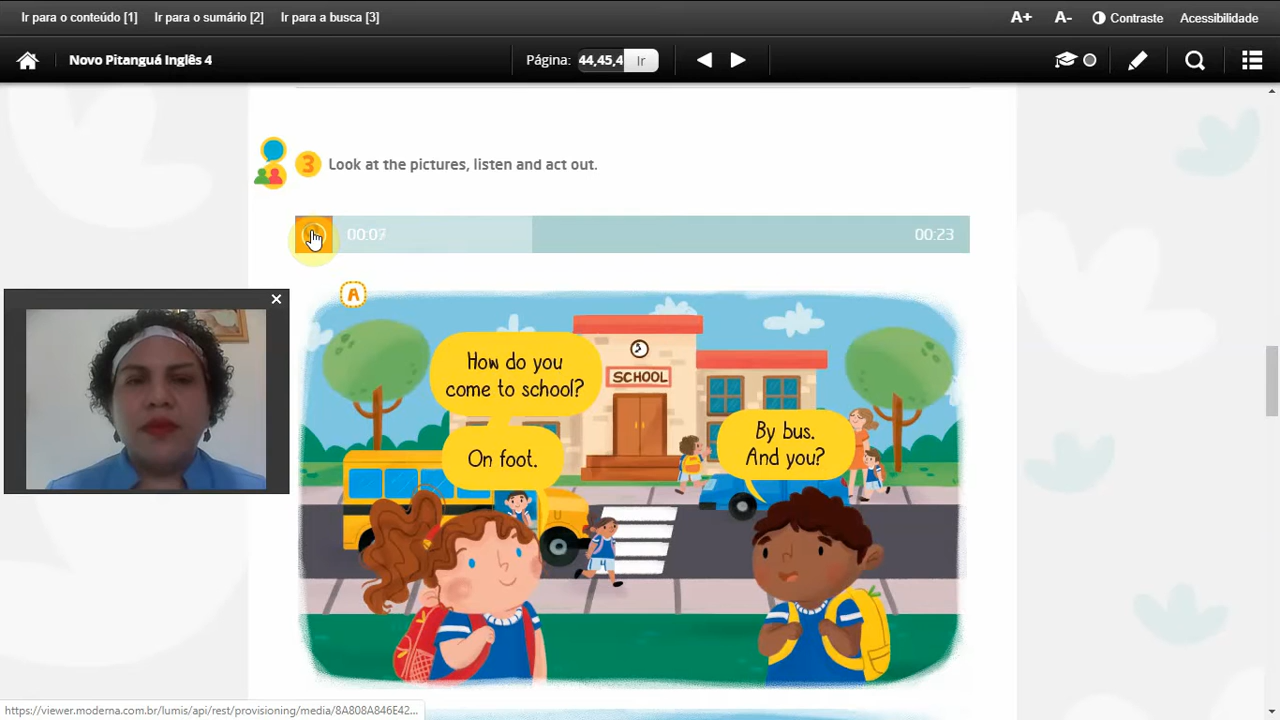 Ir para o conteúdo [1] Ir para o sumário [2] Ir para a busca [3] A+ A- Contraste Acessibilidade
Novo Pitanguá Inglês 4 Página: 44,45,4 Ir
3 Look at the pictures, listen and act out.
00:07 00:23
A
How do you
come to school?
SCHOOL
By bus.
And you?
On foot.
https://viewer.moderna.com.br/lumis/api/rest/provisioning/media/8A808A846E42...